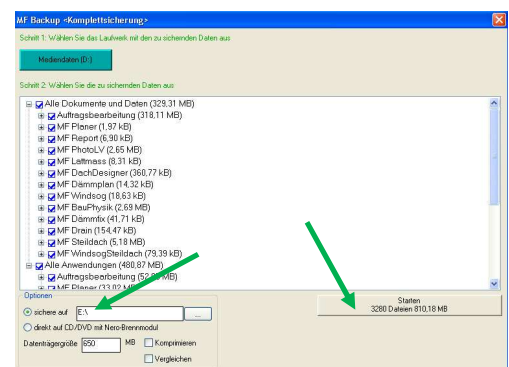 MF Backup <Komplettsicherung>
Schritt 1: Wählen Sie das Laufwerk mit den zu sichernden Daten aus
Mediendaten (D:)
Schritt 2: Wählen Sie die zu sichernden Daten aus
Alle Dokumente und Daten (329,31 MB)
Auftragsbearbeitung (318,11 MB)
MF Planer (1,97 kB)
MF Report (6,90 kB)
MF PhotoLV (2,65 MB)
MF Lattmass (8,31 kB)
MF DachDesigner (360,77 kB)
MF Dämmplan (14,32 kB)
MF Windsog (18,63 kB)
MF BauPhysik (2,69 MB)
MF Dämmfix (41,71 kB)
MF Drain (154,47 kB)
MF Steildach (5,18 MB)
MF WindsogSteildach (79,39 kB)
Alle Anwendungen (480,87 MB)
Auftragsbearbeitung (52, MB)
MF Planer (33,02 MB)
Optionen
sichere auf E:\ ...
direkt auf CD/DVD mit Nero-Brennmodul
Datenträgergröße 650 MB Komprimieren
Vergleichen
Starten
3280 Dateien 810,18 MB